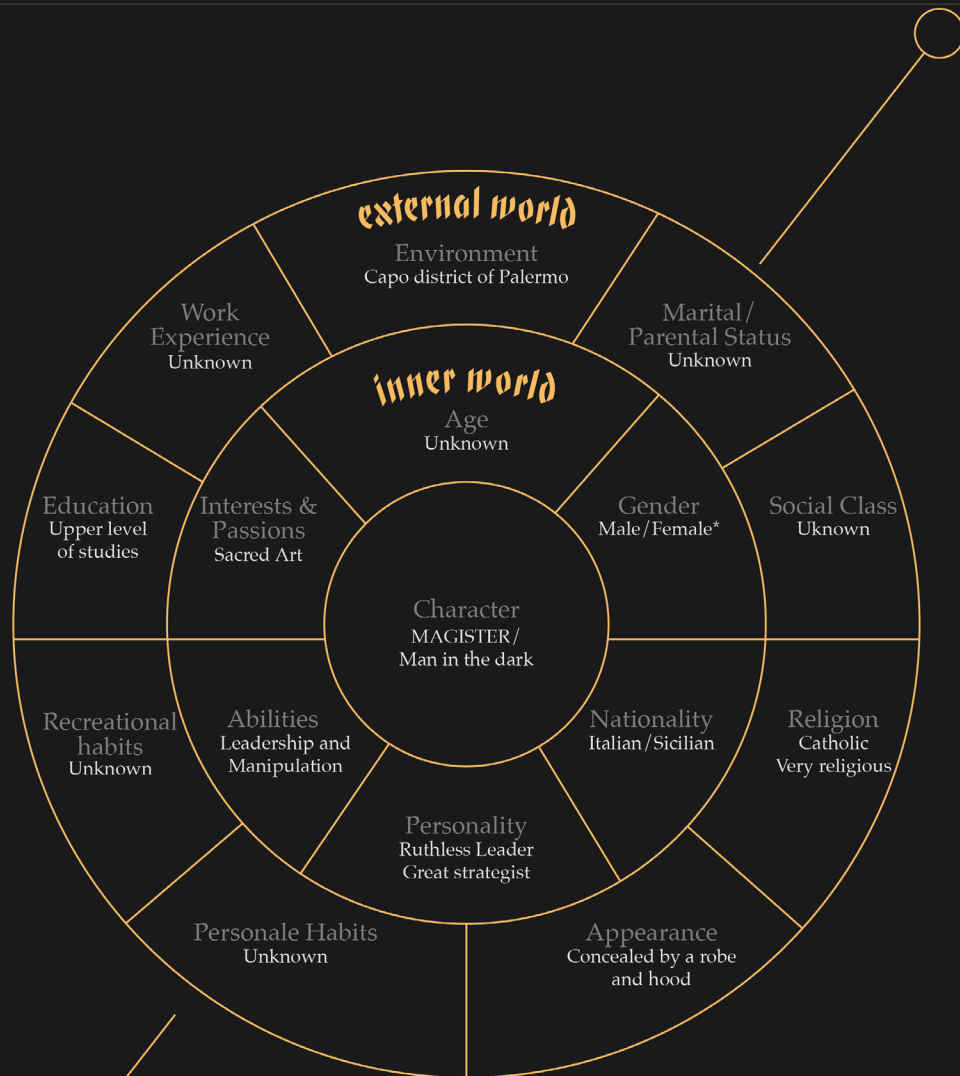 external world
Environment
Capo district of Palermo
Work
Experience
Unknown
Marital/
Parental Status
Unknown
inner world
Age
Unknown
Education
Upper level
of studies
Interests &
Passions
Sacred Art
Gender
Male/Female*
Social Class
Uknown
Character
MAGISTER/
Man in the dark
Recreational
habits
Unknown
Abilities
Leadership and
Manipulation
Nationality
Italian/Sicilian
Religion
Catholic
Very religious
Personality
Ruthless Leader
Great strategist
Personale Habits
Unknown
Appearance
Concealed by a robe
and hood